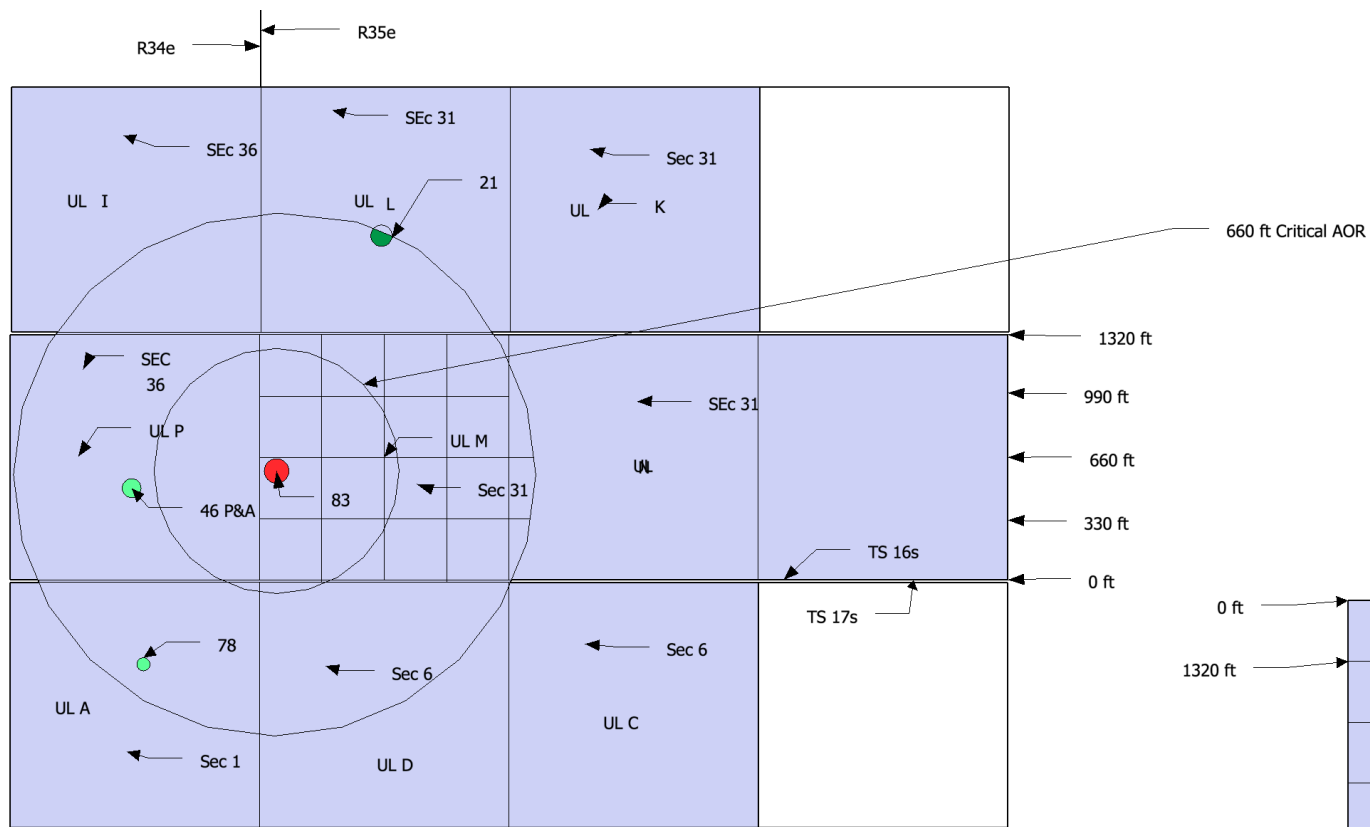 R35e
R34e
SEc 31
SEc 36
Sec 31
21
UL I
UL L
UL
K
660 ft Critical AOR
1320 ft
SEC
36
990 ft
SEc 31
UL P
UL M
660 ft
UL
N
Sec 31
83
46 P&A
330 ft
TS 16s
0 ft
TS 17s
0 ft
78
Sec 6
Sec 6
1320 ft
UL A
UL C
Sec 1
UL D